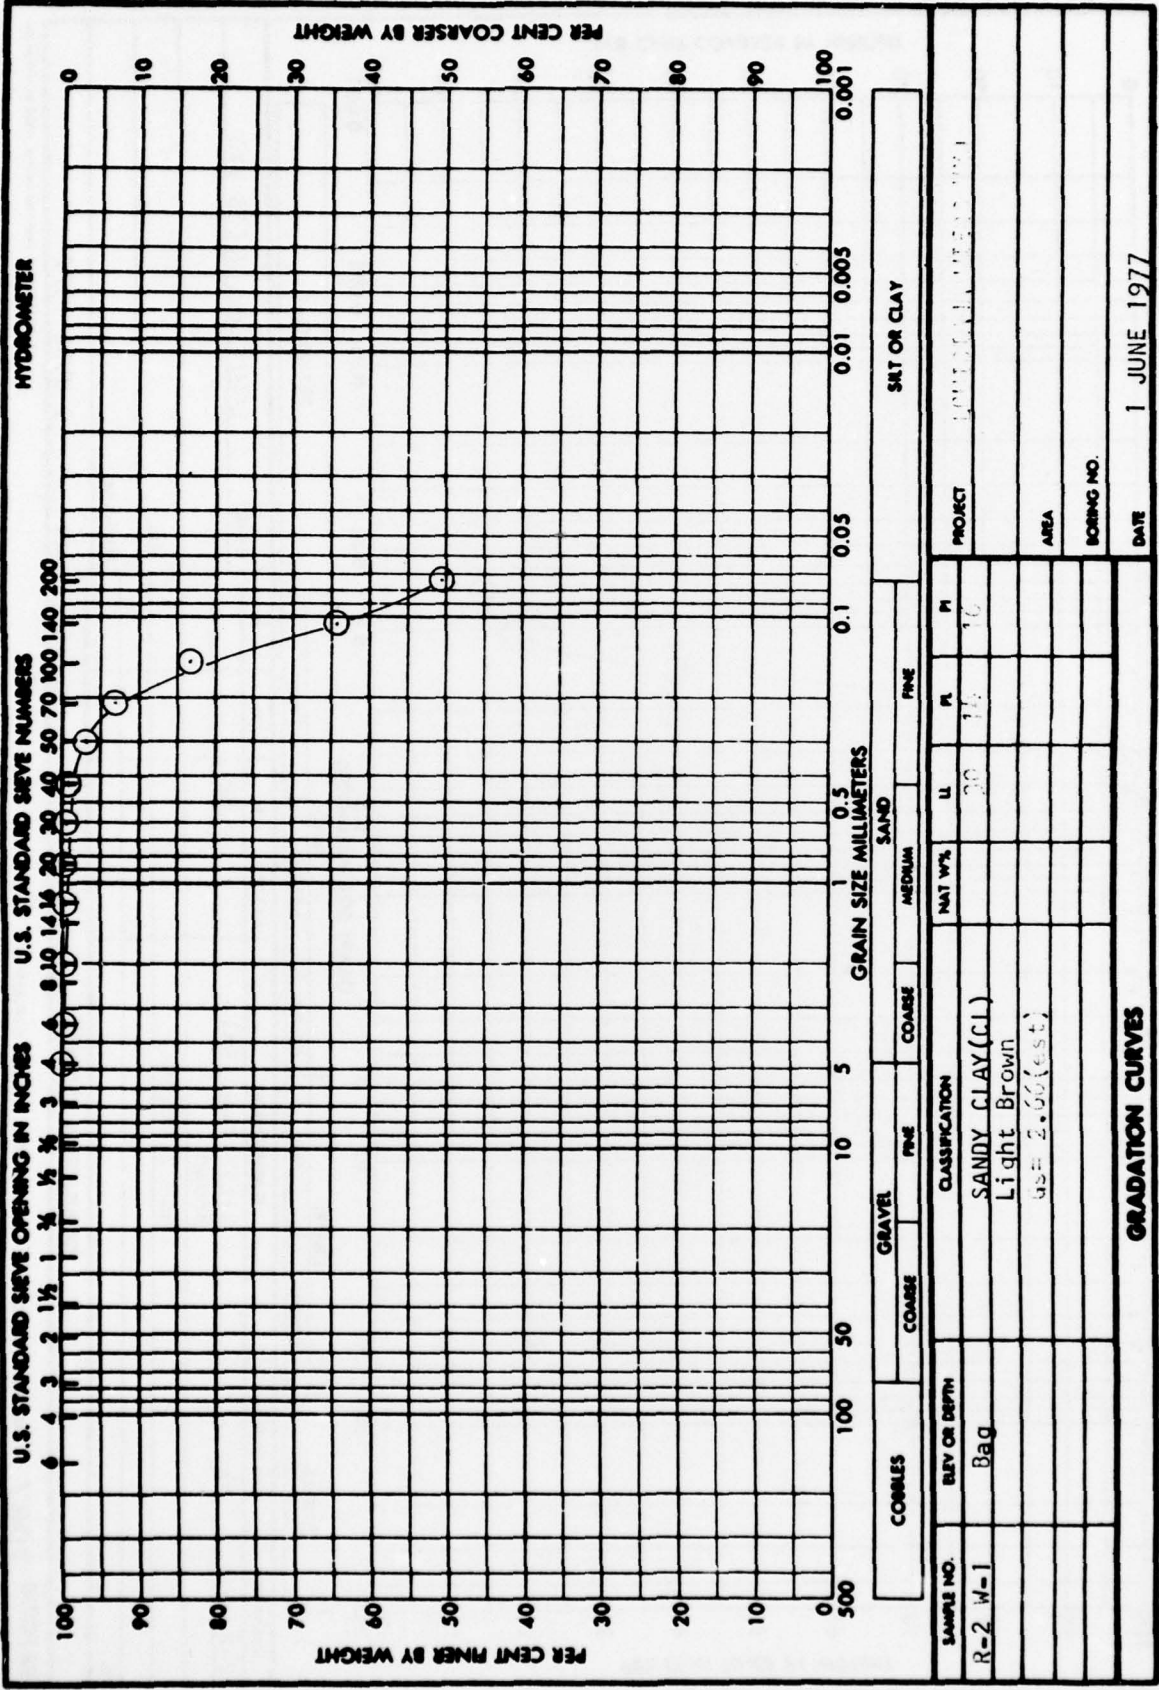 U.S. STANDARD SIEVE OPENING IN INCHES U.S. STANDARD SIEVE NUMBERS HYDROMETER
6 4 3 2 1½ 1 ¾ ½ ⅜ 3 4 6 8 10 14 16 20 30 40 50 70 100 140 200
PER CENT FINER BY WEIGHT
100
90
80
70
60
50
40
30
20
10
0
PER CENT COARSER BY WEIGHT
0
10
20
30
40
50
60
70
80
90
100
500 100 50 10 5 1 0.5 0.1 0.05 0.01 0.005 0.001
GRAIN SIZE MILLIMETERS
COBBLES GRAVEL SAND SILT OR CLAY
COARSE FINE COARSE MEDIUM FINE
SAMPLE NO. ELEV OR DEPTH CLASSIFICATION NAT W% LL PL PI
R-2 W-1 Bag SANDY CLAY(CL)
Light Brown
Gs= 2.66(est)
PROJECT
AREA
BORING NO.
GRADATION CURVES
DATE 1 JUNE 1977